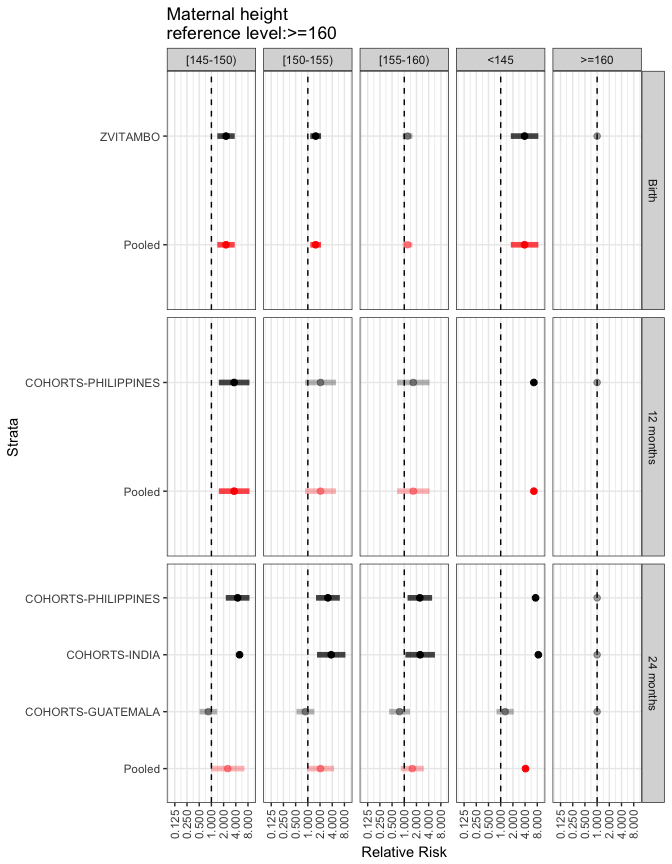 Maternal height
reference level:>=160
[145-150) [150-155) [155-160) <145 >=160
ZVITAMBO
Pooled
Birth
COHORTS-PHILIPPINES
Pooled
12 months
COHORTS-PHILIPPINES
COHORTS-INDIA
COHORTS-GUATEMALA
Pooled
24 months
Strata
0.125 0.250 0.500 1.000 2.000 4.000 8.000 0.125 0.250 0.500 1.000 2.000 4.000 8.000 0.125 0.250 0.500 1.000 2.000 4.000 8.000 0.125 0.250 0.500 1.000 2.000 4.000 8.000 0.125 0.250 0.500 1.000 2.000 4.000 8.000
Relative Risk